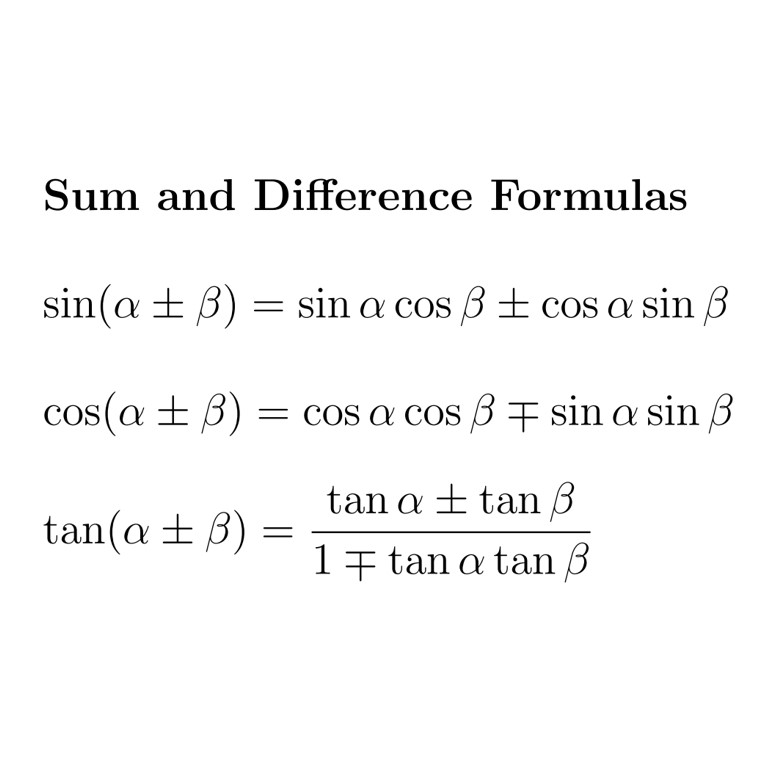 Sum and Difference Formulas
sin(α ± β) = sin α cos β ± cos α sin β
cos(α ± β) = cos α cos β ∓ sin α sin β
tan(α ± β) = \frac{tan α ± tan β}{1 ∓ tan α tan β}